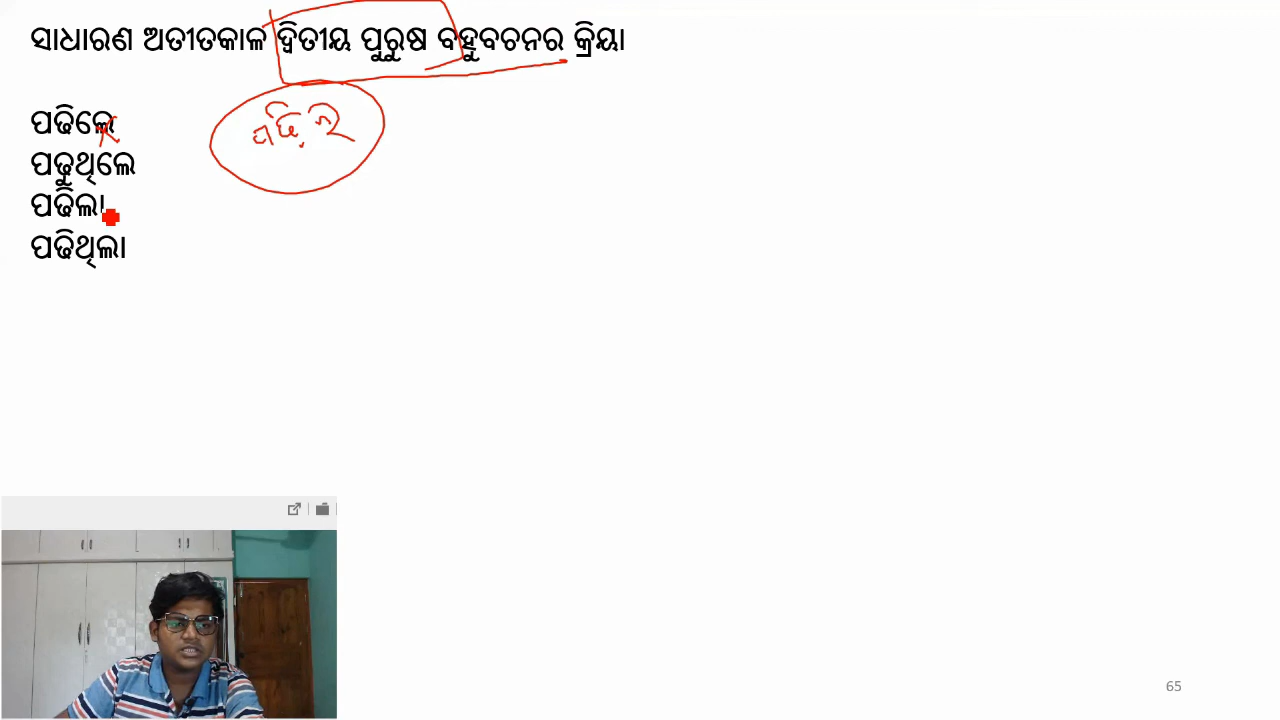 ସାଧାରଣ ଅତୀତକାଳ ଦ୍ୱିତୀୟ ପୁରୁଷ ବହୁବଚନର କ୍ରିୟା
ପଢିଲେ
ପଢୁଥିଲେ
ପଢିଲା
ପଢିଥିଲା
65